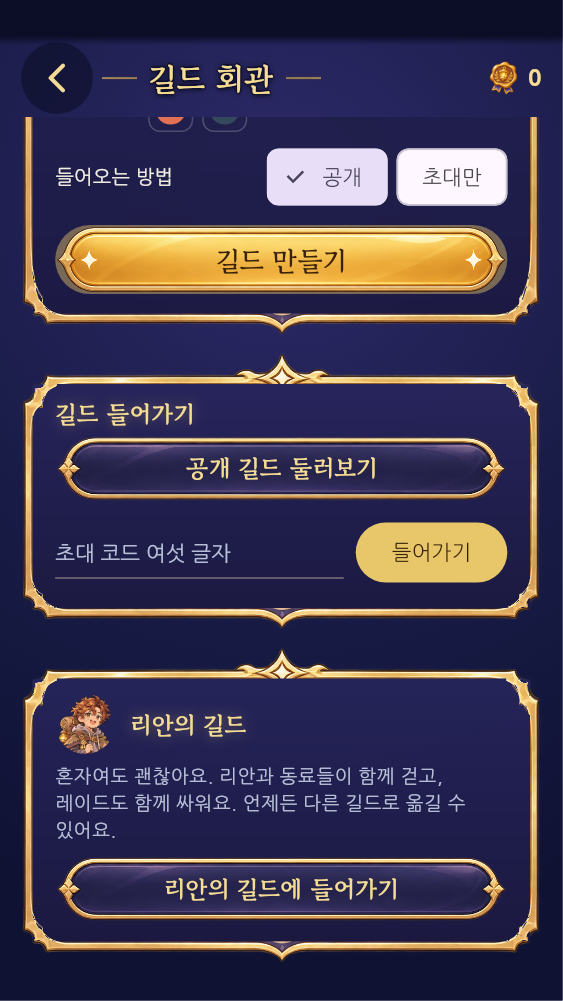 길드 회관
0
들어오는 방법
공개
초대만
길드 만들기
길드 들어가기
공개 길드 둘러보기
초대 코드 여섯 글자
들어가기
리안의 길드
혼자여도 괜찮아요. 리안과 동료들이 함께 걷고,
레이드도 함께 싸워요. 언제든 다른 길드로 옮길 수
있어요.
리안의 길드에 들어가기